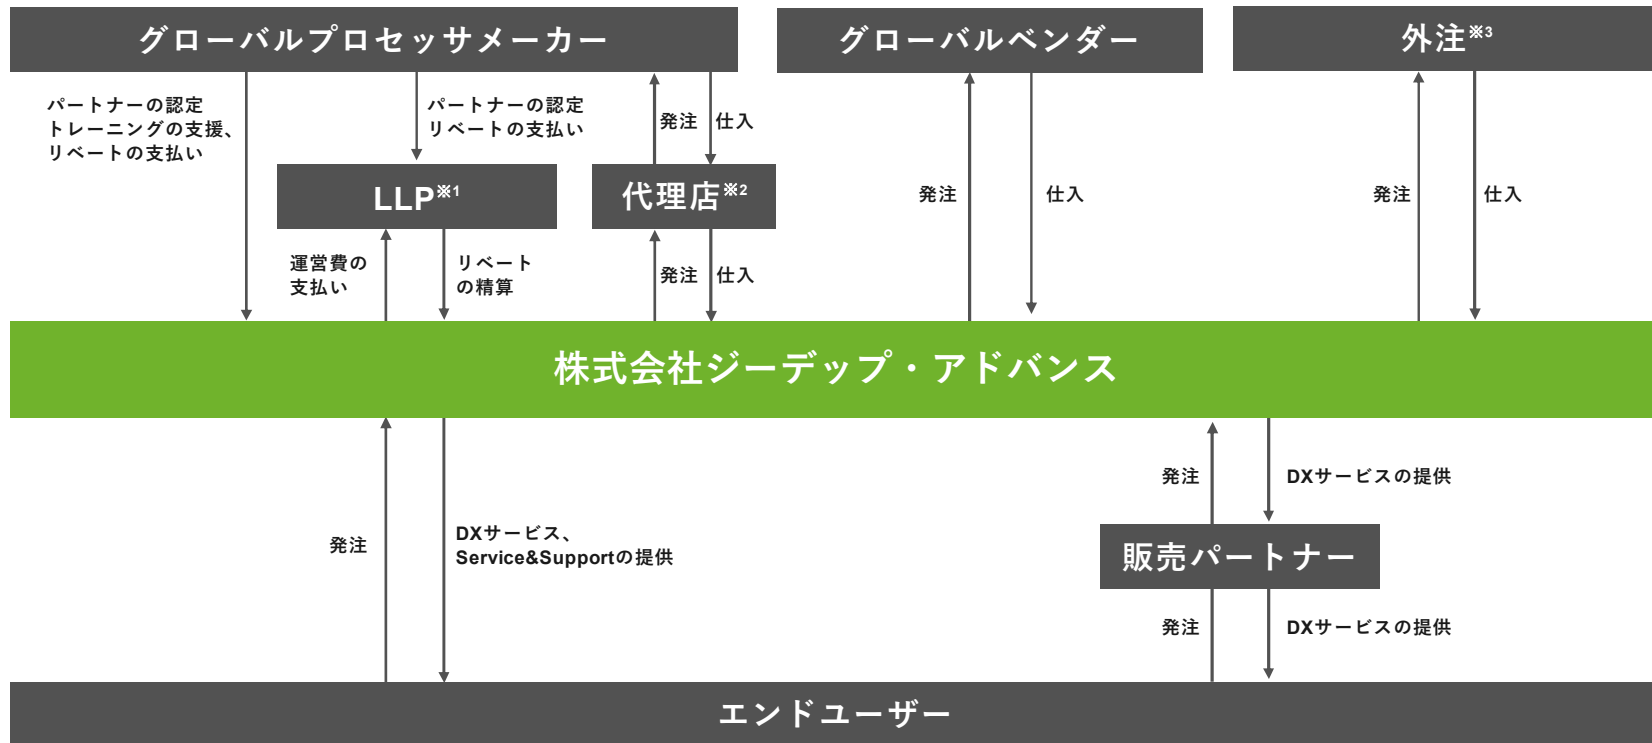 グローバルプロセッサメーカー
グローバルベンダー
外注※3
パートナーの認定
トレーニングの支援、
リベートの支払い
パートナーの認定
リベートの支払い
発注
仕入
LLP※1
代理店※2
発注
仕入
発注
仕入
運営費の
支払い
リベート
の精算
発注
仕入
株式会社ジーデップ・アドバンス
発注
DXサービス、
Service&Supportの提供
発注
DXサービスの提供
販売パートナー
発注
DXサービスの提供
エンドユーザー